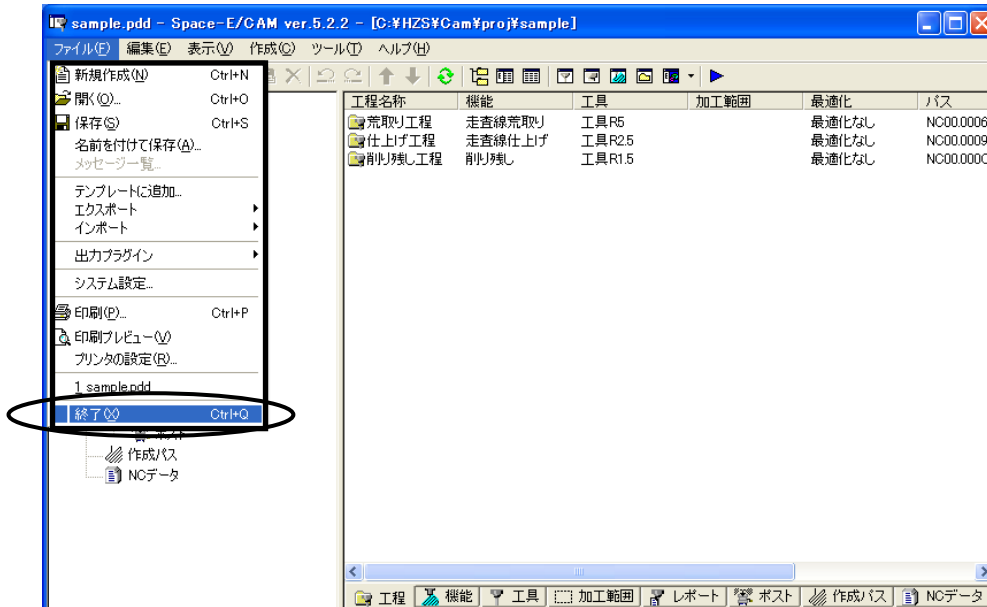 sample.pdd - Space-E/CAM ver.5.2.2 - [C:¥HZS¥Cam¥proj¥sample]
ファイル(F) 編集(E) 表示(V) 作成(C) ツール(T) ヘルプ(H)
新規作成(N) Ctrl+N
開く(O)... Ctrl+O
保存(S) Ctrl+S
名前を付けて保存(A)...
メッセージ一覧...
テンプレートに追加...
エクスポート
インポート
出力プラグイン
システム設定...
印刷(P)... Ctrl+P
印刷プレビュー(V)
プリンタの設定(R)...
1 sample.pdd
終了(X) Ctrl+Q
ポスト
作成パス
NCデータ
工程名称 機能 工具 加工範囲 最適化 パス
荒取り工程 走査線荒取り 工具R5 最適化なし NC00.0006
仕上げ工程 走査線仕上げ 工具R2.5 最適化なし NC00.0009
削り残し工程 削り残し 工具R1.5 最適化なし
工程 機能 工具 加工範囲 レポート ポスト 作成パス NCデータ